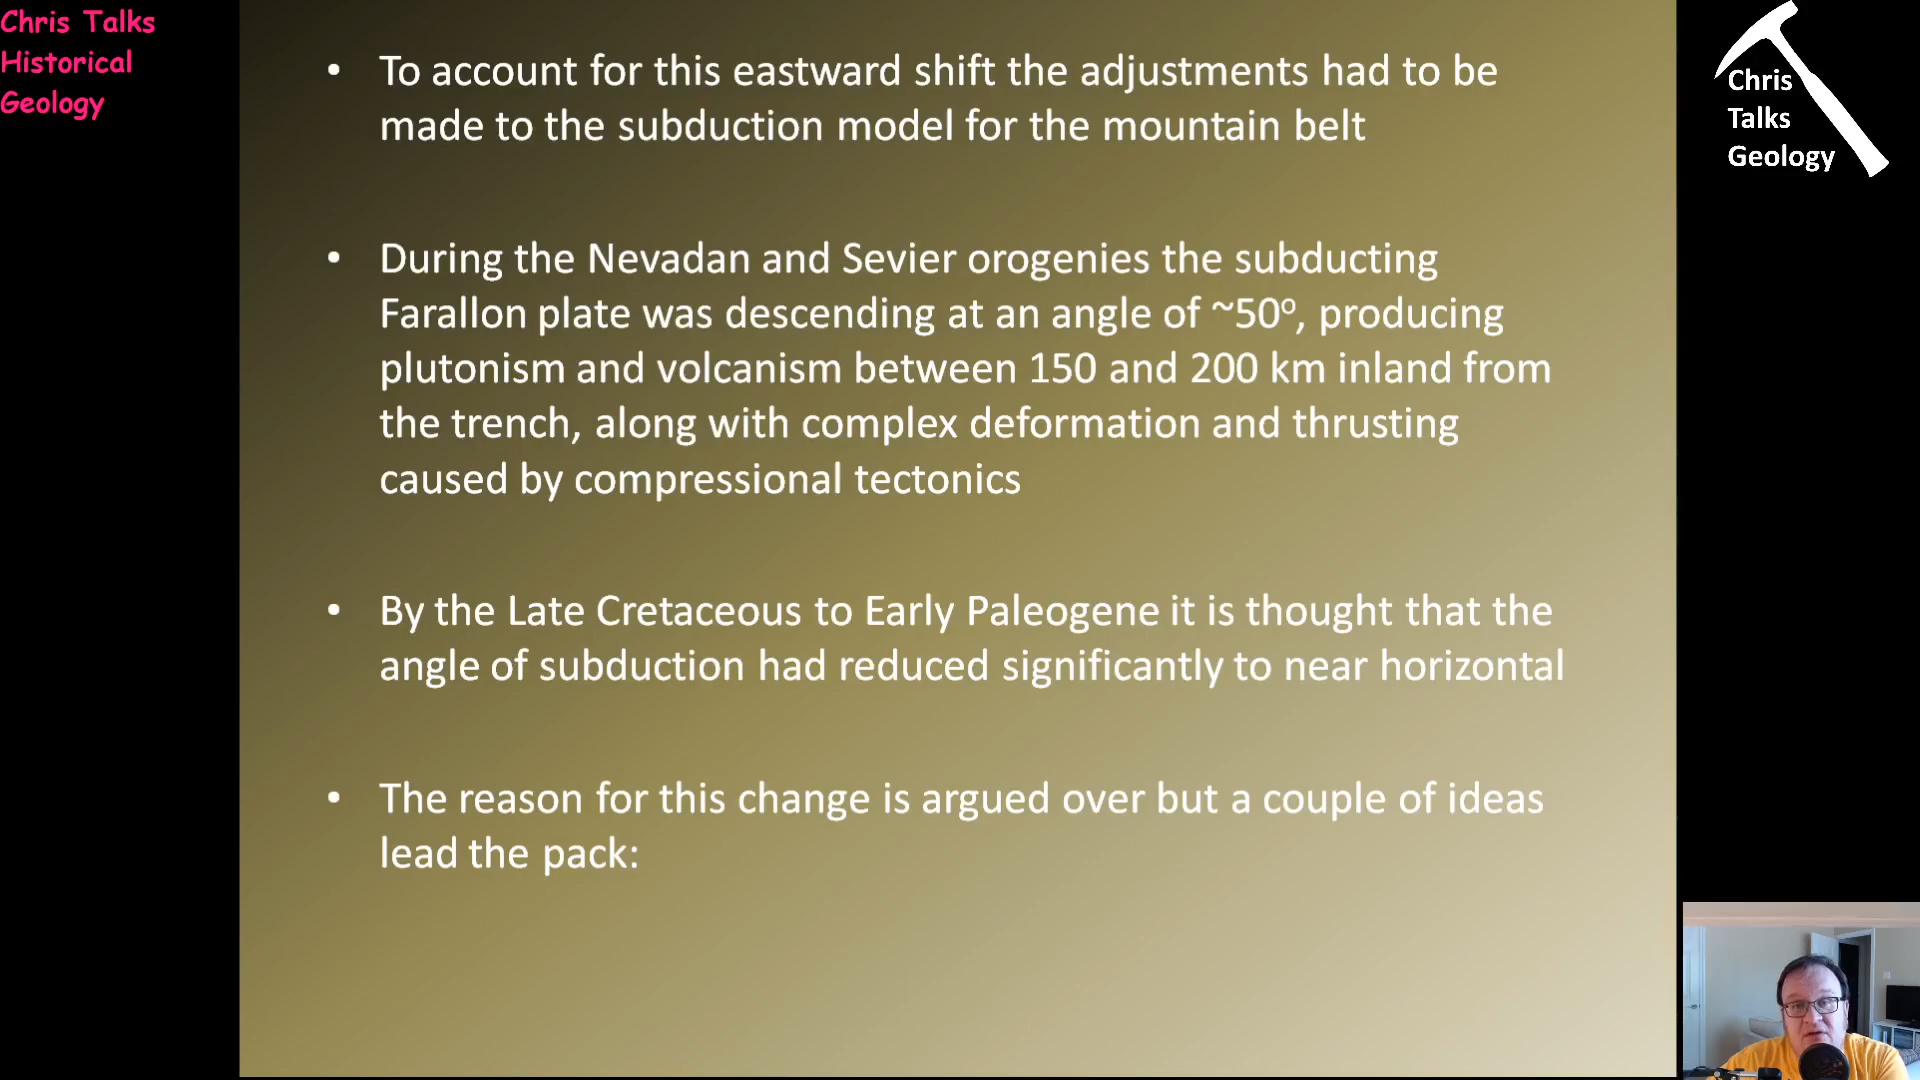 Chris Talks
Historical
Geology
Chris
Talks
Geology
• To account for this eastward shift the adjustments had to be
made to the subduction model for the mountain belt
• During the Nevadan and Sevier orogenies the subducting
Farallon plate was descending at an angle of ~50º, producing
plutonism and volcanism between 150 and 200 km inland from
the trench, along with complex deformation and thrusting
caused by compressional tectonics
• By the Late Cretaceous to Early Paleogene it is thought that the
angle of subduction had reduced significantly to near horizontal
• The reason for this change is argued over but a couple of ideas
lead the pack: